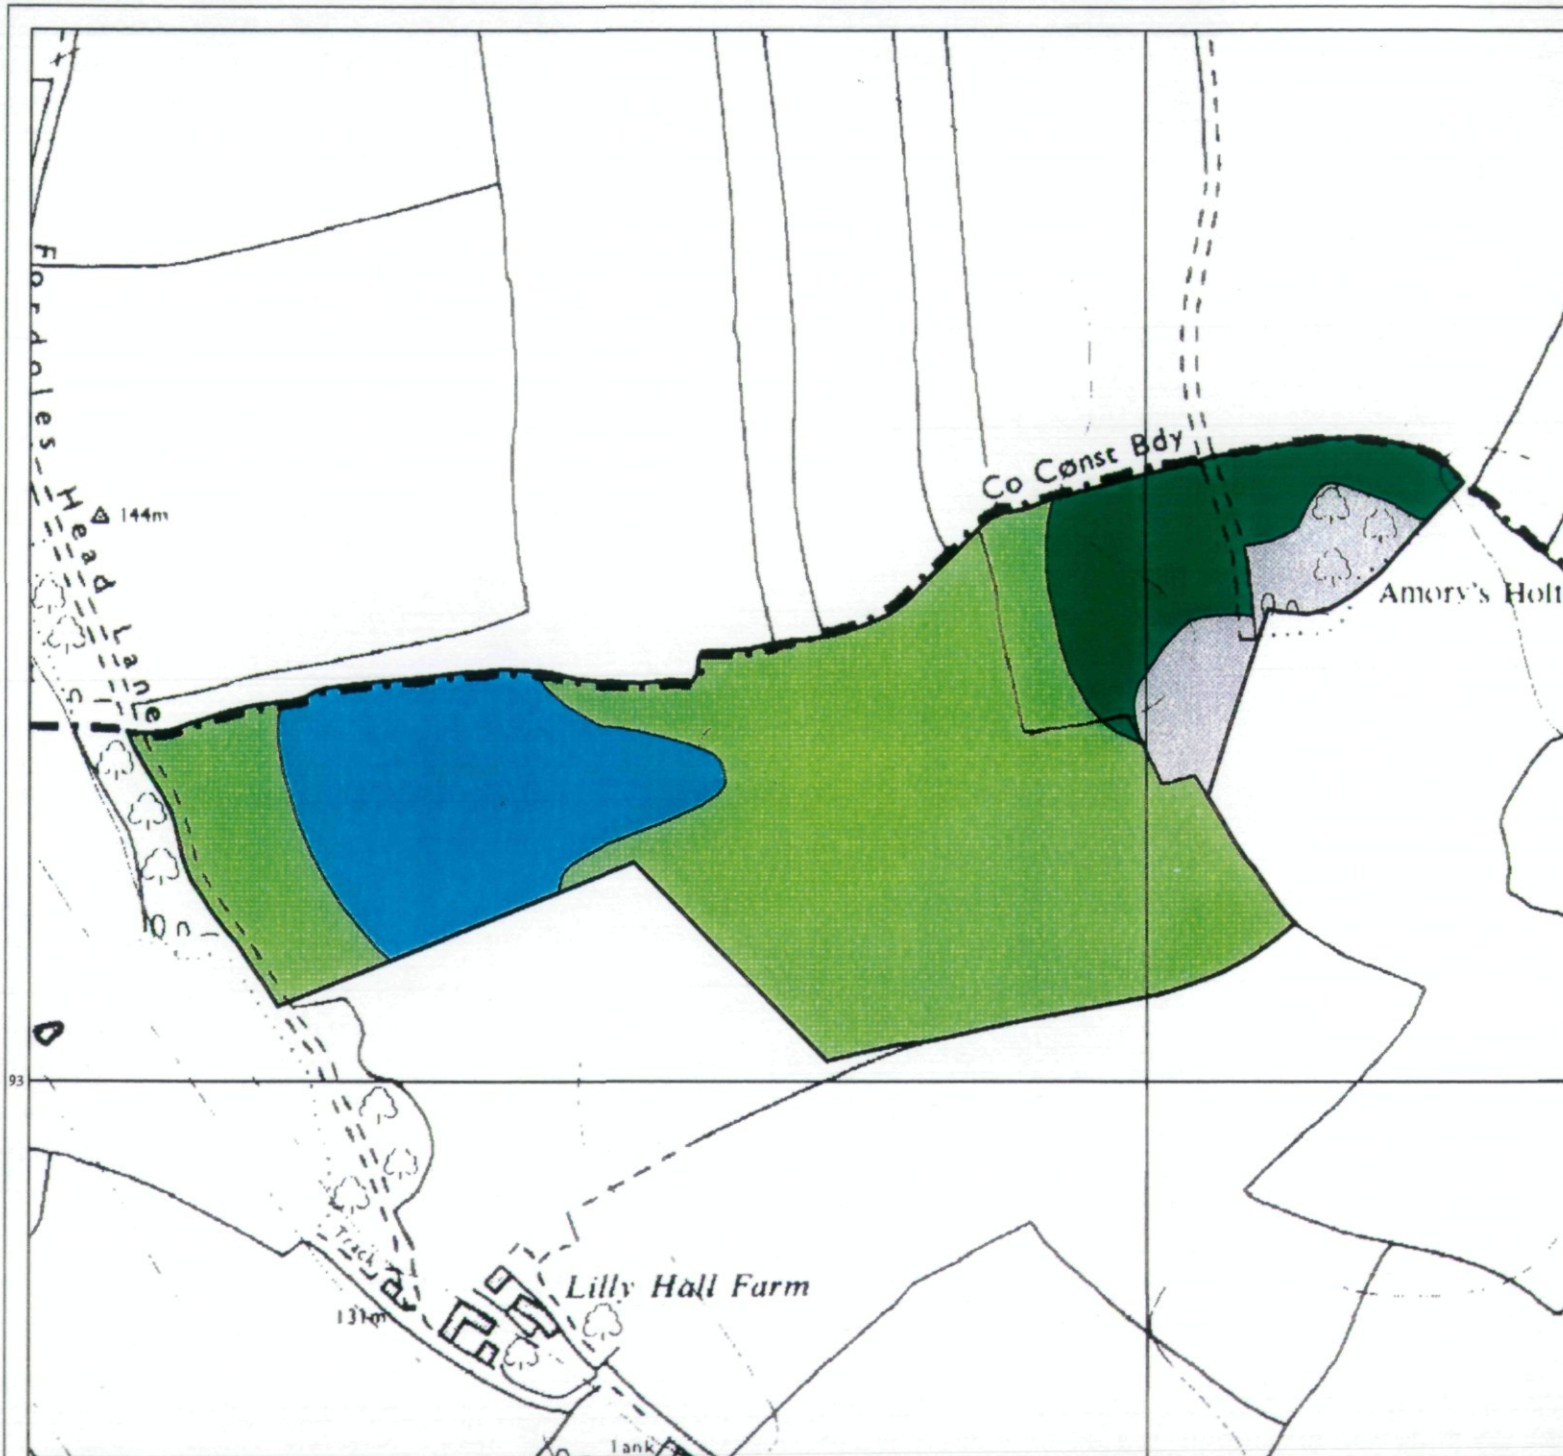 Fordoles Head Lane
144m
Co Const Bdy
Amory's Holt
93
Track
131m
Lilly Hall Farm
Tank